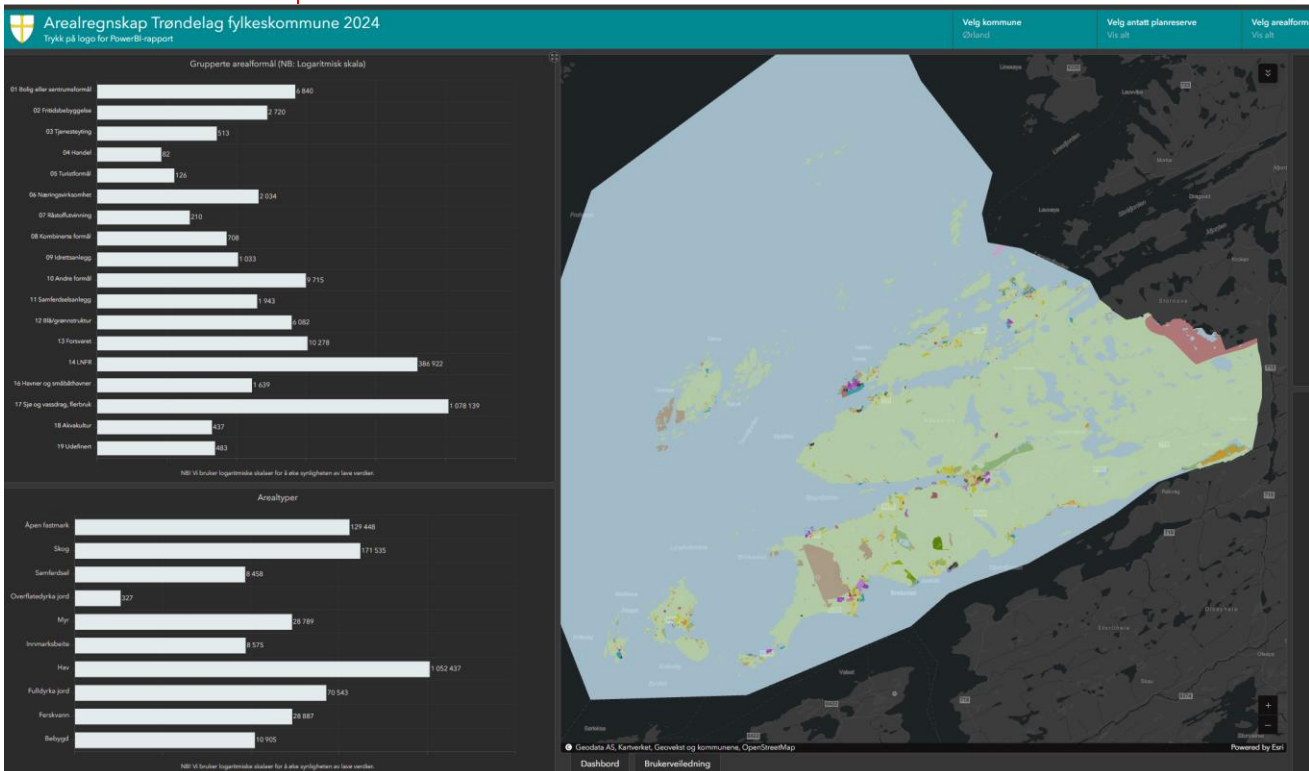 Arealregnskap Trøndelag fylkeskommune 2024
Trykk på logo for PowerBI-rapport
Velg kommune
Ørland
Velg antatt planreserve
Vis alt
Velg arealform
Vis alt
Grupperte arealformål (NB: Logaritmisk skala)
01 Bolig eller sentrumsformål 6 840
02 Fritidsbebyggelse 2 720
03 Tjenesteyting 513
04 Handel 82
05 Turistformål 126
06 Næringsvirksomhet 2 034
07 Råstoffutvinning 210
08 Kombinerte formål 708
09 Idrettsanlegg 1 033
10 Andre formål 9 715
11 Samferdselsanlegg 1 943
12 Blå/grønnstruktur 6 082
13 Forsvaret 10 278
14 LNFR 386 922
16 Havner og småbåthavner 1 639
17 Sjø og vassdrag, flerbruk 1 078 139
18 Akvakultur 437
19 Udefinert 483
NB! Vi bruker logaritmiske skalaer for å øke synligheten av lave verdier.
Arealtyper
Åpen fastmark 129 448
Skog 171 535
Samferdsel 8 458
Overflatedyrka jord 327
Myr 28 789
Innmarksbeite 8 575
Hav 1 052 437
Fulldyrka jord 70 543
Ferskvann 28 887
Bebygd 10 905
NB! Vi bruker logaritmiske skalaer for å øke synligheten av lave verdier.
Storvova
+
−
Geodata AS, Kartverket, Geovekst og kommunene, OpenStreetMap
Powered by Esri
Dashbord
Brukerveiledning